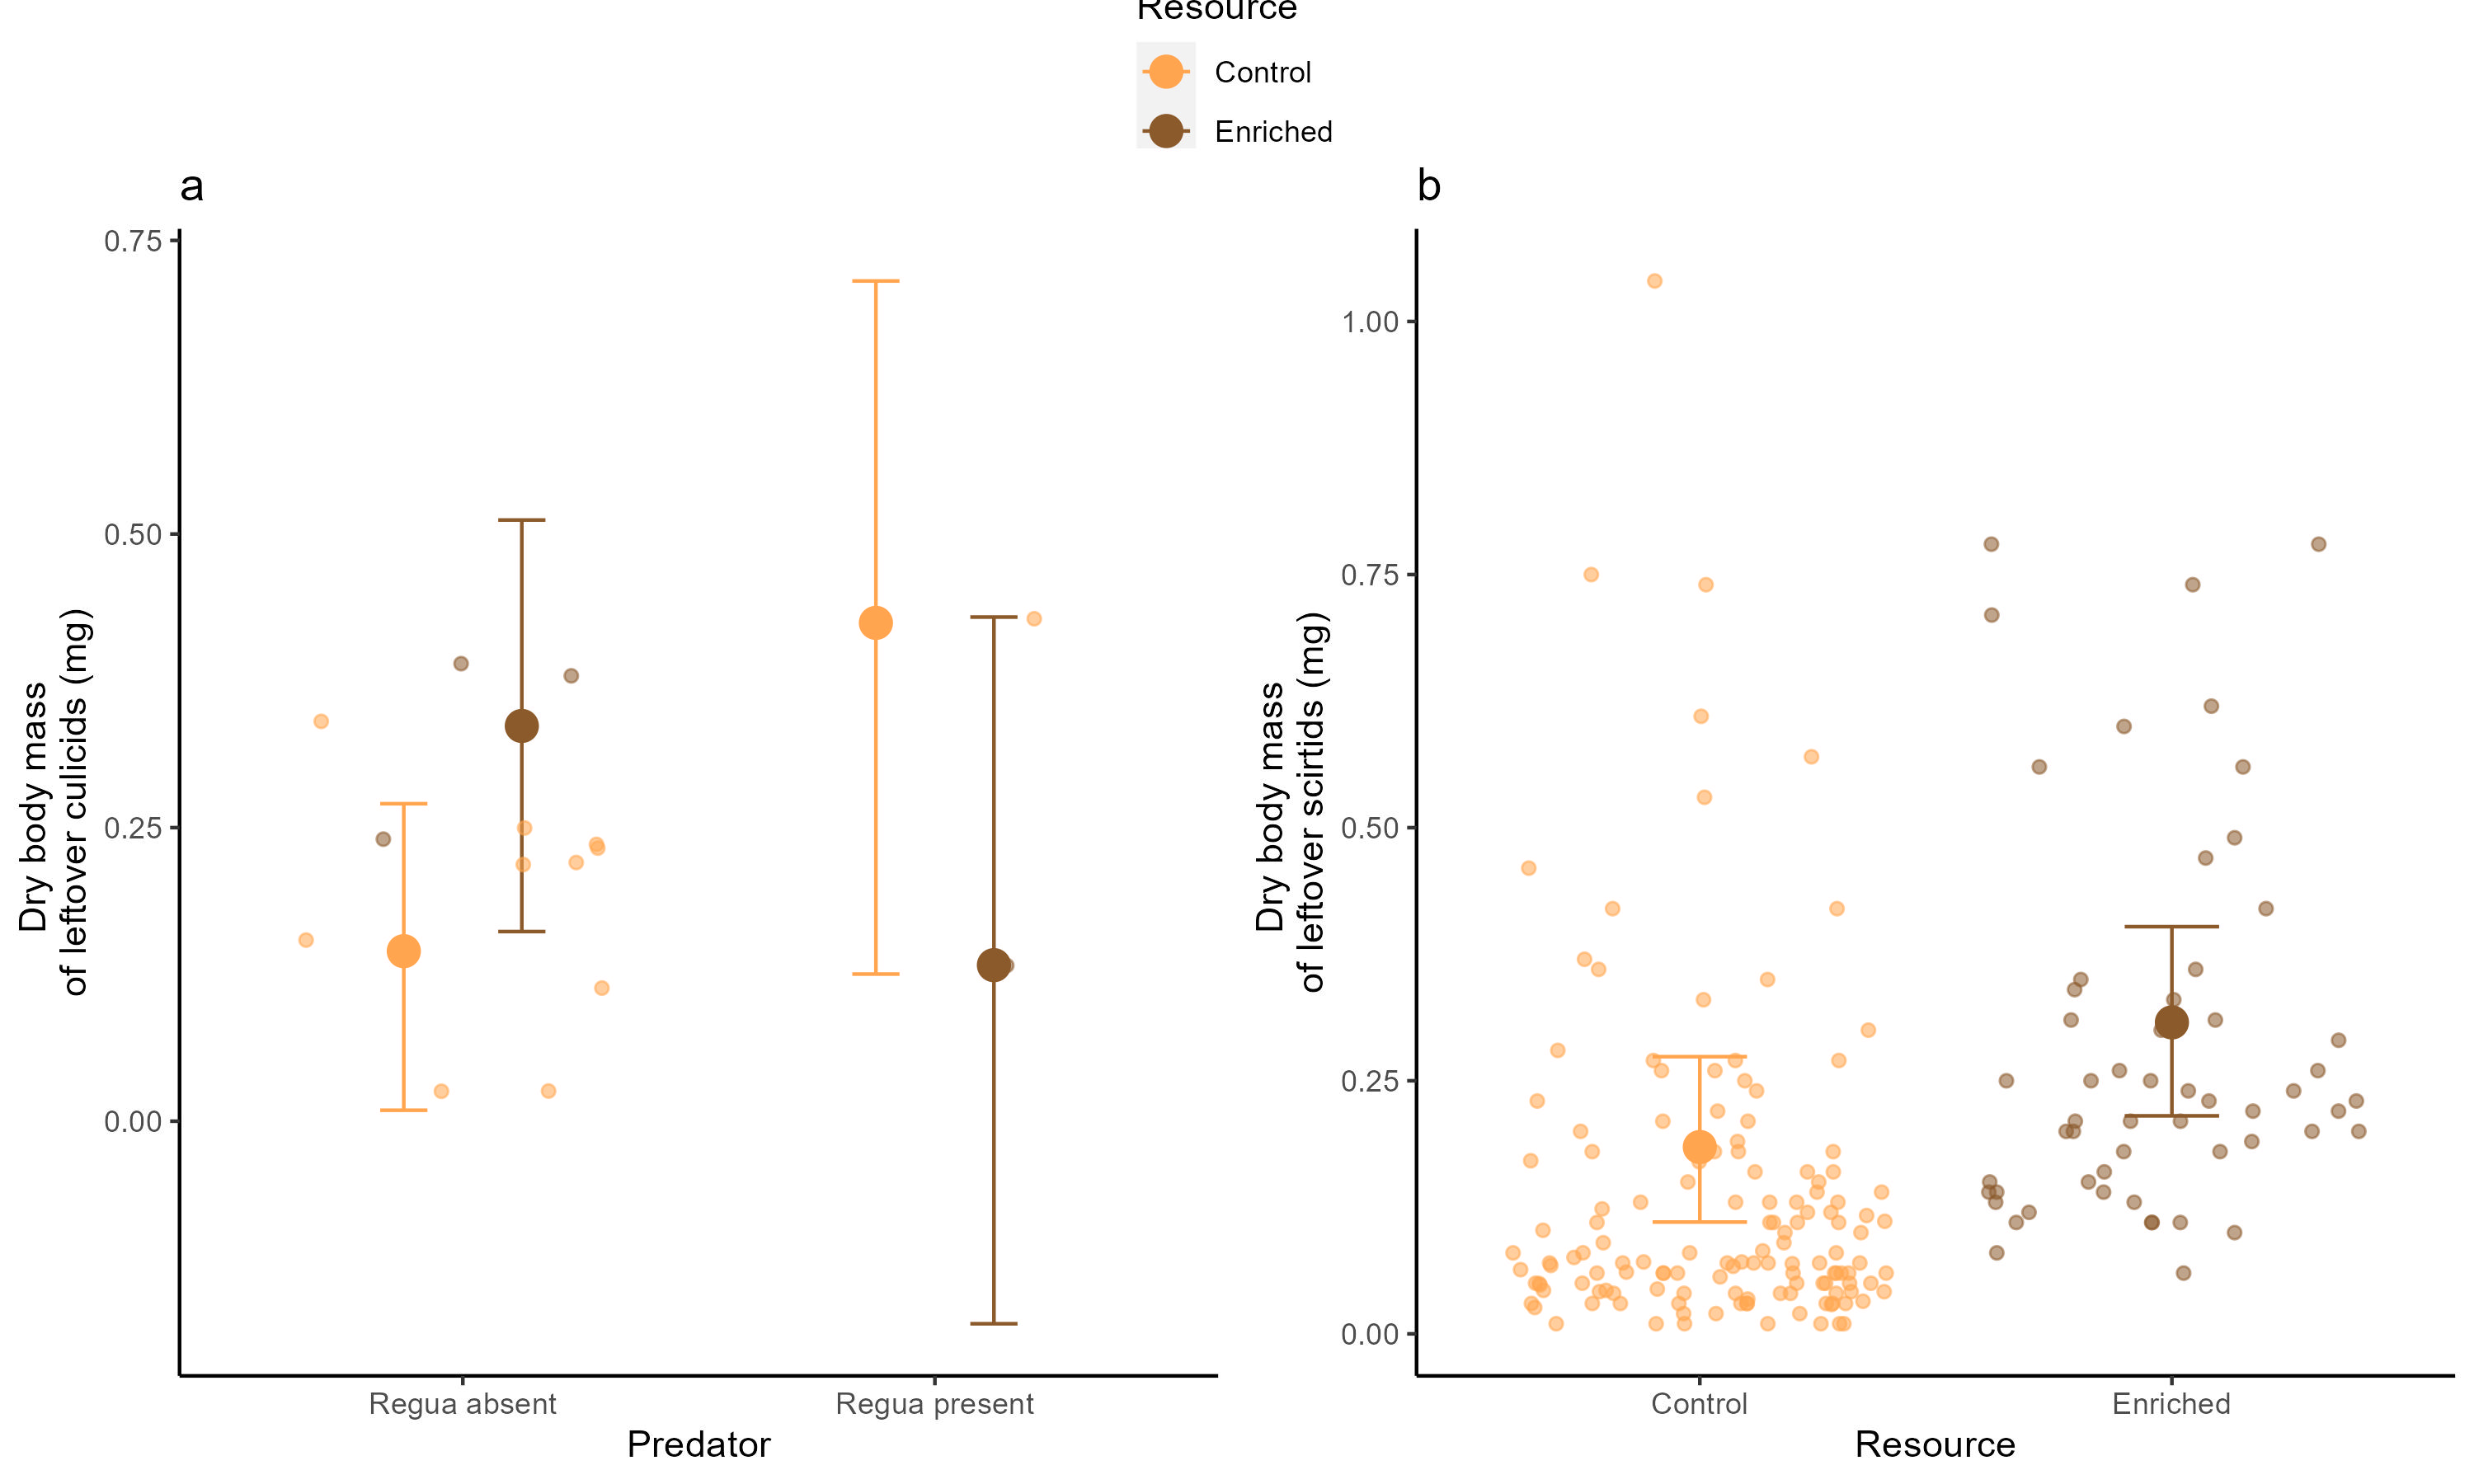 Resource
Control
Enriched
a
0.75
0.50
0.25
0.00
Dry body mass
of leftover culicids (mg)
Regua absent
Regua present
Predator
b
1.00
0.75
0.50
0.25
0.00
Dry body mass
of leftover scirtids (mg)
Control
Enriched
Resource